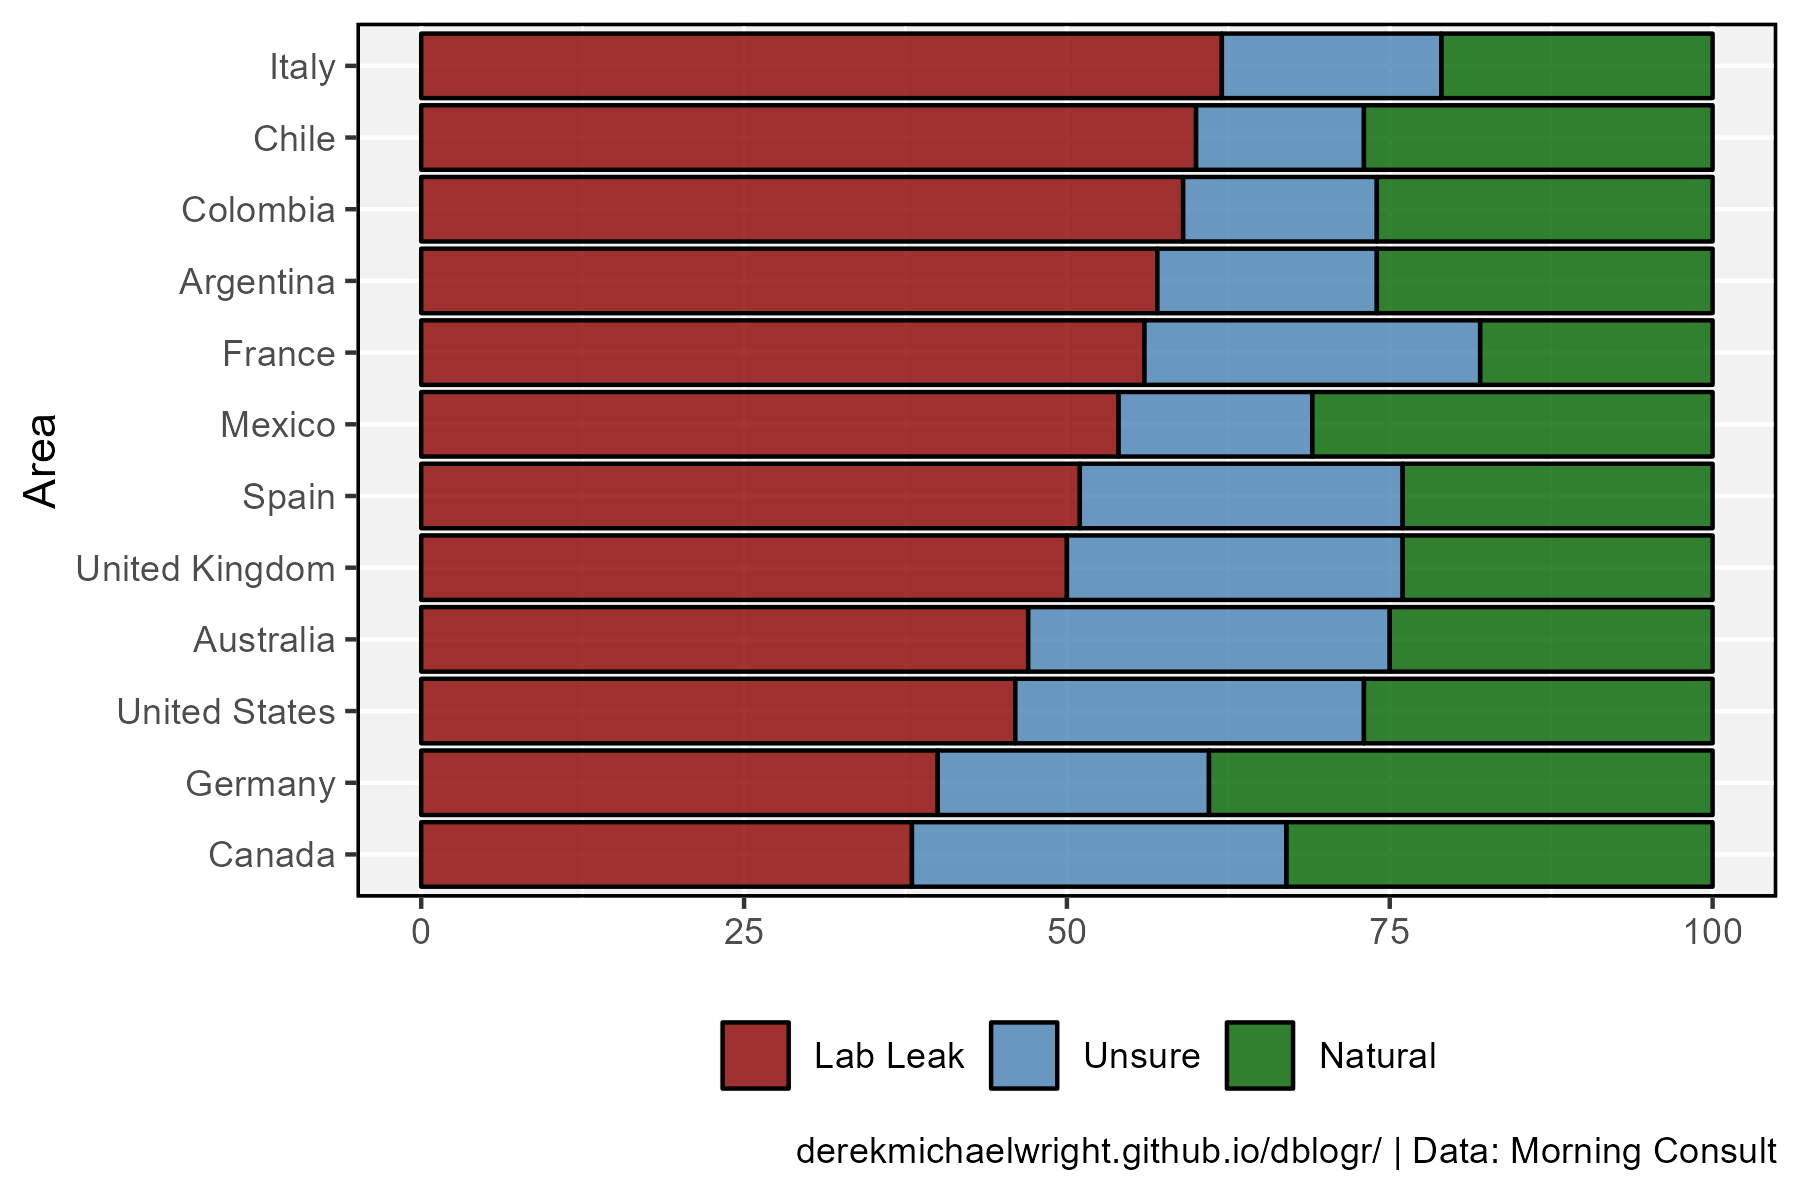 Italy
Chile
Colombia
Argentina
France
Mexico
Spain
United Kingdom
Australia
United States
Germany
Canada
Area
0 25 50 75 100
Lab Leak Unsure Natural
derekmichaelwright.github.io/dblogr/ | Data: Morning Consult